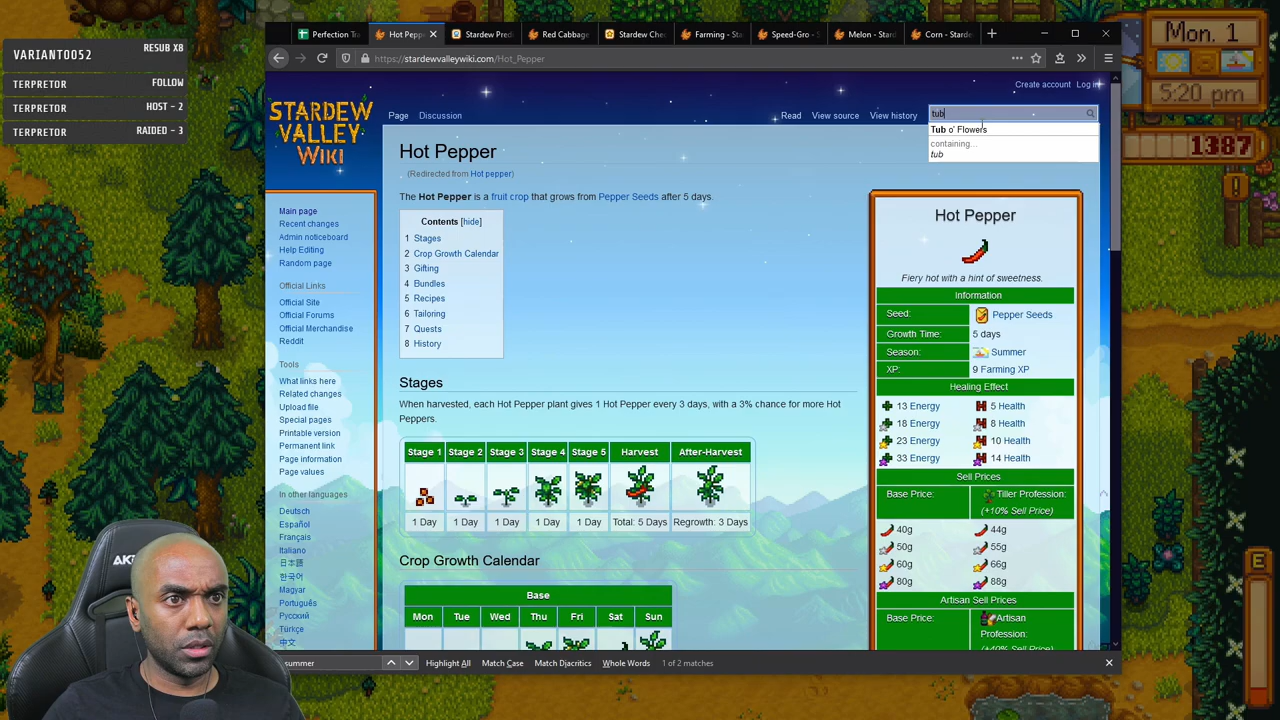 VARIANT0052 RESUB X8
TERPRETOR FOLLOW
TERPRETOR HOST - 2
TERPRETOR RAIDED - 3
Perfection Tra
Hot Pepp
Stardew Pred
Red Cabbag
Stardew Chec
Farming - Sta
Speed-Gro - S
Melon - Stard
Corn - Starde
https://stardewvalleywiki.com/Hot_Pepper
Mon. 1
5:20 pm
1387
Create account Log in
STARDEW
VALLEY
WIKI
Page Discussion Read View source View history
tub
Tub o' Flowers
containing...
tub
Main page
Recent changes
Admin noticeboard
Help Editing
Random page
Official Links
Official Site
Official Forums
Official Merchandise
Reddit
Tools
What links here
Related changes
Upload file
Special pages
Printable version
Permanent link
Page information
Page values
In other languages
Deutsch
Español
Français
Italiano
日本語
한국어
Magyar
Português
Русский
Türkçe
中文
Hot Pepper
(Redirected from Hot pepper)
The Hot Pepper is a fruit crop that grows from Pepper Seeds after 5 days.
Contents [hide]
1 Stages
2 Crop Growth Calendar
3 Gifting
4 Bundles
5 Recipes
6 Tailoring
7 Quests
8 History
Stages
When harvested, each Hot Pepper plant gives 1 Hot Pepper every 3 days, with a 3% chance for more Hot
Peppers.
Stage 1 Stage 2 Stage 3 Stage 4 Stage 5 Harvest After-Harvest
1 Day 1 Day 1 Day 1 Day 1 Day Total: 5 Days Regrowth: 3 Days
Crop Growth Calendar
Base
Mon Tue Wed Thu Fri Sat Sun
Hot Pepper
Fiery hot with a hint of sweetness.
Information
Seed: Pepper Seeds
Growth Time: 5 days
Season: Summer
XP: 9 Farming XP
Healing Effect
13 Energy 5 Health
18 Energy 8 Health
23 Energy 10 Health
33 Energy 14 Health
Sell Prices
Base Price: Tiller Profession:
(+10% Sell Price)
40g 44g
50g 55g
60g 66g
80g 88g
Artisan Sell Prices
Base Price: Artisan
Profession:
(+40% Sell Price)
summer Highlight All Match Case Match Diacritics Whole Words 1 of 2 matches
E